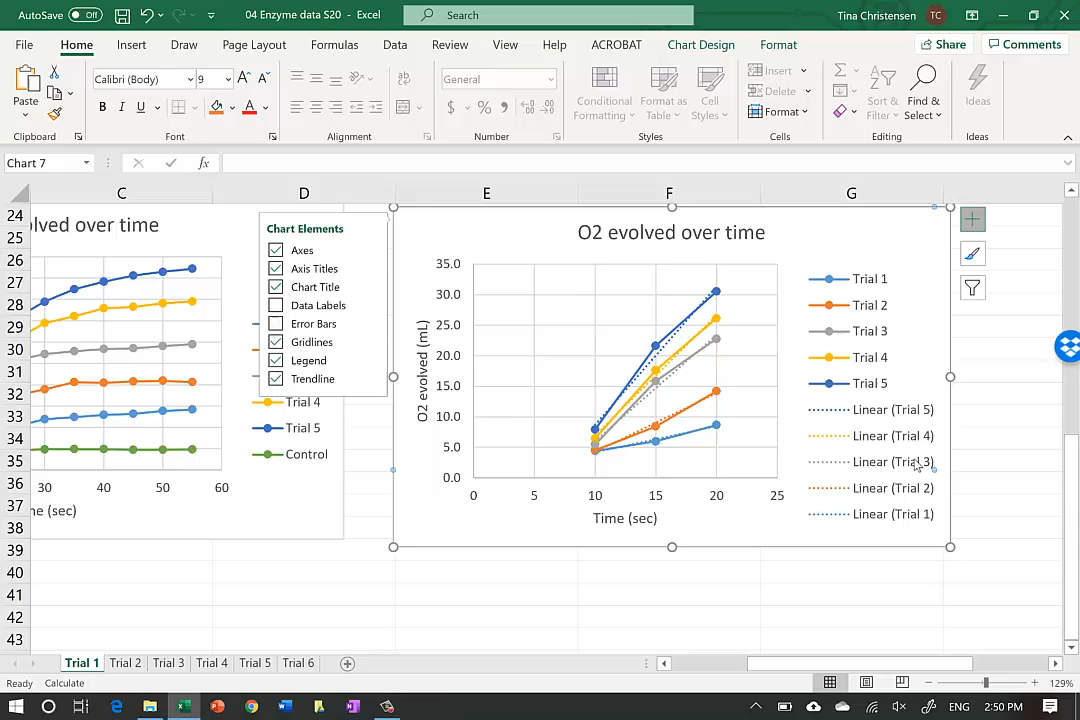 AutoSave Off 04 Enzyme data S20 - Excel Search Tina Christensen TC
File Home Insert Draw Page Layout Formulas Data Review View Help ACROBAT Chart Design Format Share Comments
Calibri (Body) 9 A A ab General Insert
Paste B I U A $ % Conditional Format as Cell Delete Sort & Find & Ideas
Formatting Table Styles Format Filter Select
Clipboard Font Alignment Number Styles Cells Editing Ideas
Chart 7 fx
C D E F G
24
25
26
27
28
29
30
31
32
33
34
35
36
37
38
39
40
41
42
43
lved over time
30 40 50 60
me (sec)
Trial 4
Trial 5
Control
Chart Elements
Axes
Axis Titles
Chart Title
Data Labels
Error Bars
Gridlines
Legend
Trendline
O2 evolved over time
O2 evolved (mL)
35.0
30.0
25.0
20.0
15.0
10.0
5.0
0.0
0 5 10 15 20 25
Time (sec)
Trial 1
Trial 2
Trial 3
Trial 4
Trial 5
Linear (Trial 5)
Linear (Trial 4)
Linear (Trial 3)
Linear (Trial 2)
Linear (Trial 1)
Trial 1 Trial 2 Trial 3 Trial 4 Trial 5 Trial 6
Ready Calculate 129%
ENG 2:50 PM